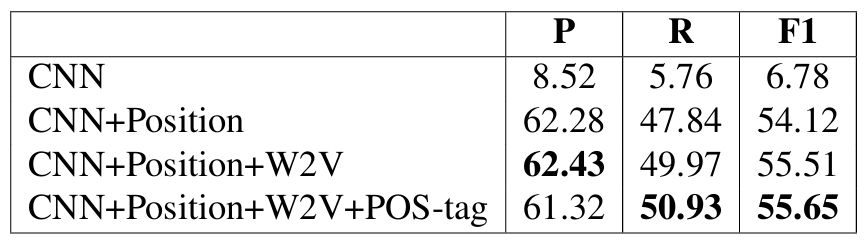 P R F1
CNN 8.52 5.76 6.78
CNN+Position 62.28 47.84 54.12
CNN+Position+W2V 62.43 49.97 55.51
CNN+Position+W2V+POS-tag 61.32 50.93 55.65